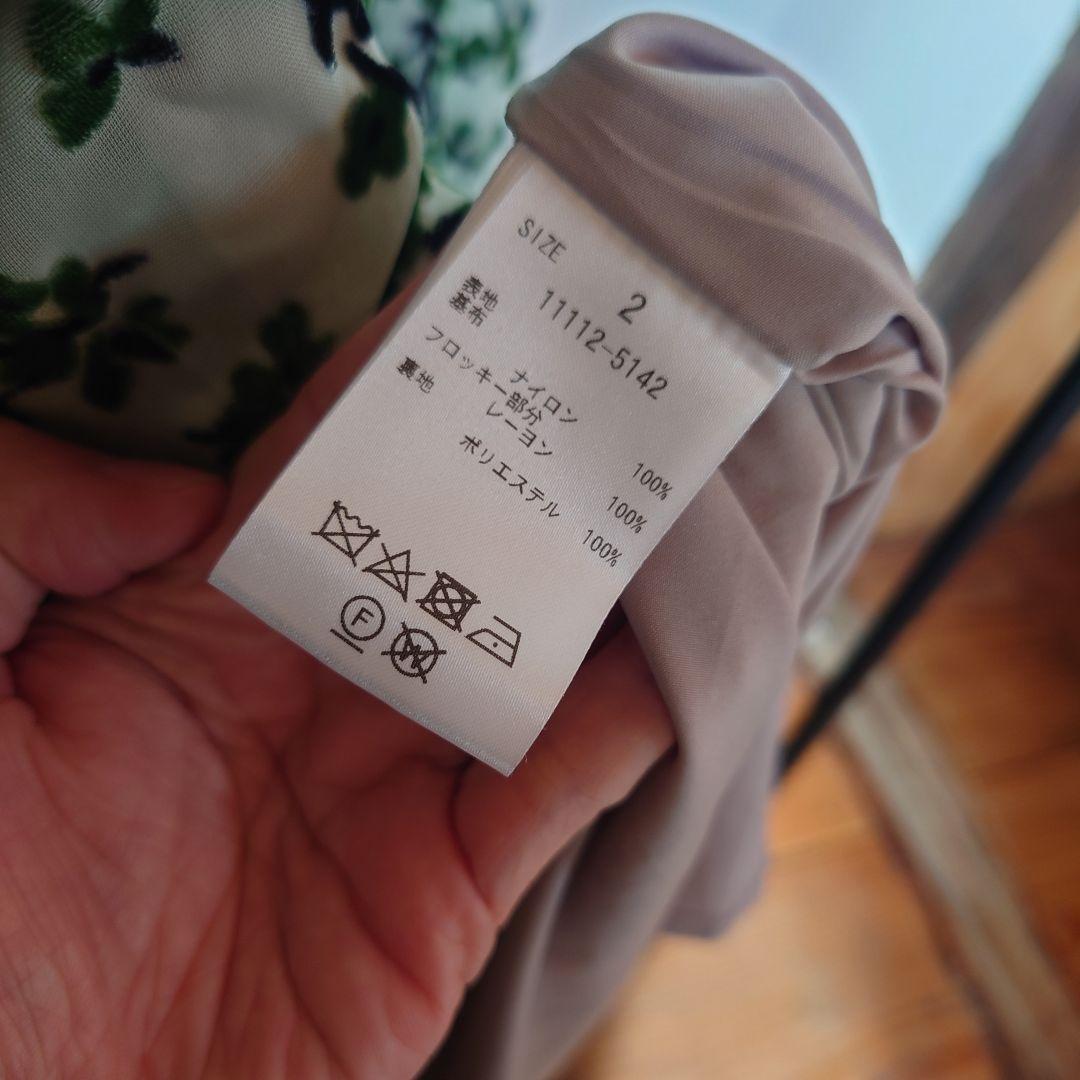 SIZE
2
11112-5142
表地
基布
ナイロン 100%
フロッキー部分
レーヨン 100%
裏地
ポリエステル 100%
F
W